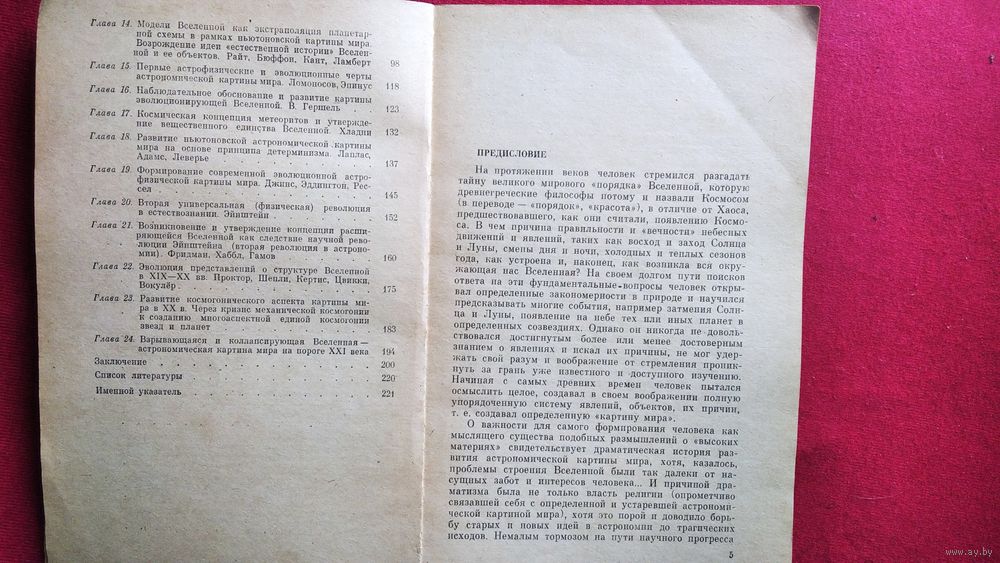 Глава 14. Модели Вселенной как экстраполяция планетар-
ной схемы в рамках ньютоновской картины мира.
Возрождение идеи «естественной истории» Вселен-
ной и ее объектов. Райт, Бюффон, Кант, Ламберт 98
Глава 15. Первые астрофизические и эволюционные черты
астрономической картины мира. Ломоносов, Эпинус 118
Глава 16. Наблюдательное обоснование и развитие картины
эволюционирующей Вселенной. В. Гершель . . . 123
Глава 17. Космическая концепция метеоритов и утвержде-
ние вещественного единства Вселенной. Хладни 132
Глава 18. Развитие ньютоновской астрономической картины
мира на основе принципа детерминизма. Лаплас,
Адамс, Леверье . . . . . . . 137
Глава 19. Формирование современной эволюционной астро-
физической картины мира. Джинс, Эддингтон, Рес-
сел . . . . . . . . . 145
Глава 20. Вторая универсальная (физическая) революция
в естествознании. Эйнштейн . . . . . 152
Глава 21. Возникновение и утверждение концепции расши-
ряющейся Вселенной как следствие научной рево-
люции Эйнштейна (вторая революция в астроно-
мии). Фридман, Хаббл, Гамов . . . . 160
Глава 22. Эволюция представлений о структуре Вселенной
в XIX—XX вв. Проктор, Шепли, Кертис, Цвикки,
Вокулёр . . . . . . . . 175
Глава 23. Развитие космогонического аспекта картины ми-
ра в XX в. Через кризис механической космогонии
к созданию многоаспектной единой космогонии
звезд и планет . . . . . . . 183
Глава 24. Взрывающаяся и коллапсирующая Вселенная —
астрономическая картина мира на пороге XXI века 194
Заключение . . . . . . . . . 200
Список литературы . . . . . . . . 220
Именной указатель . . . . . . . . 221
ПРЕДИСЛОВИЕ
На протяжении веков человек стремился разгадать
тайну великого мирового «порядка» Вселенной, которую
древнегреческие философы потому и назвали Космосом
(в переводе — «порядок», «красота»), в отличие от Хаоса,
предшествовавшего, как они считали, появлению Космо-
са. В чем причина правильности и «вечности» небесных
движений и явлений, таких как восход и заход Солнца
и Луны, смены дня и ночи, холодных и теплых сезонов
года, как устроена и, наконец, как возникла вся окру-
жающая нас Вселенная? На своем долгом пути поисков
ответа на эти фундаментальные вопросы человек откры-
вал определенные закономерности в природе и научился
предсказывать многие события, например затмения Солн-
ца и Луны, появление на небе тех или иных планет в
определенных созвездиях. Однако он никогда не доволь-
ствовался достигнутым более или менее достоверным
знанием о явлениях и искал их причины, не мог удер-
жать свой разум и воображение от стремления проник-
нуть за грань уже известного и доступного изучению.
Начиная с самых древних времен человек пытался
осмыслить целое, создавал в своем воображении полную
упорядоченную систему явлений, объектов, их причин,
т. е. создавал определенную «картину мира».
О важности для самого формирования человека как
мыслящего существа подобных размышлений о «высоких
материях» свидетельствует драматическая история раз-
вития астрономической картины мира, хотя, казалось,
проблемы строения Вселенной были так далеки от на-
сущных забот и интересов человека... И причиной дра-
матизма была не только власть религии (опрометчиво
связавшей себя с определенной и устаревшей астрономи-
ческой картиной мира), хотя это порой и доводило борь-
бу старых и новых идей в астрономии до трагических
исходов. Немалым тормозом на пути научного прогресса
5
www.ay.by